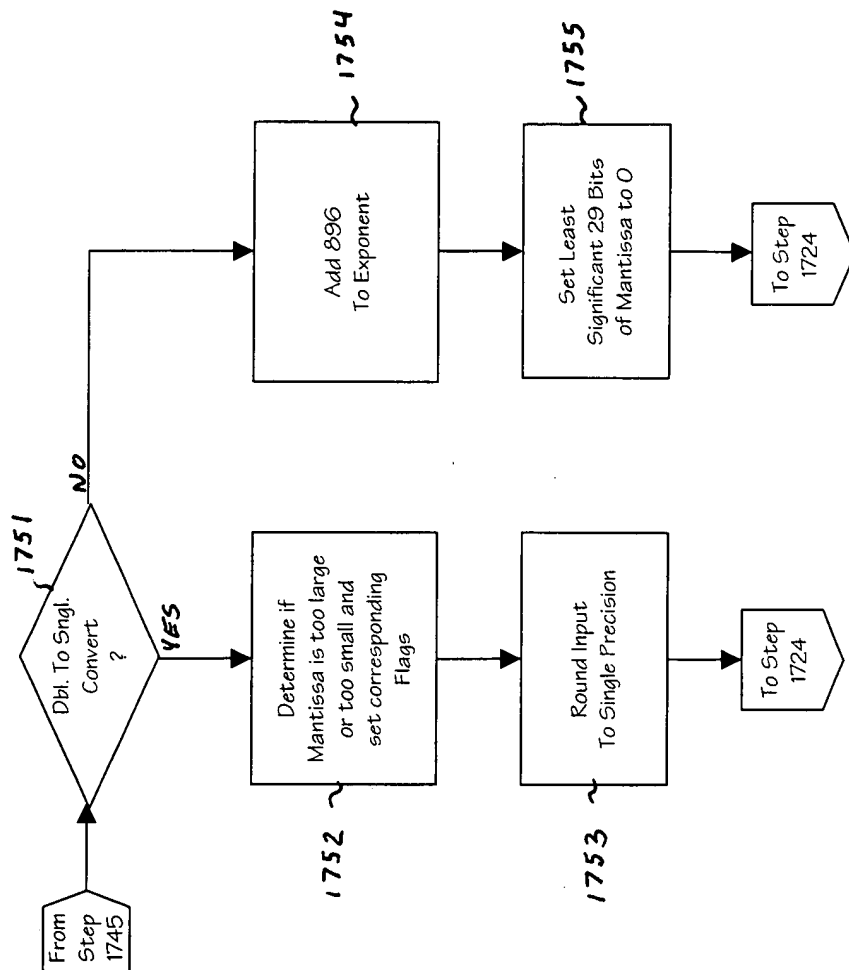 From
Step
1745
Dbl. To Sngl.
Convert
?
1751
NO
YES
Determine if
Mantissa is too large
or too small and
set corresponding
Flags
1752
Round Input
To Single Precision
1753
To Step
1724
Add 896
To Exponent
1754
Set Least
Significant 29 Bits
of Mantissa to 0
1755
To Step
1724